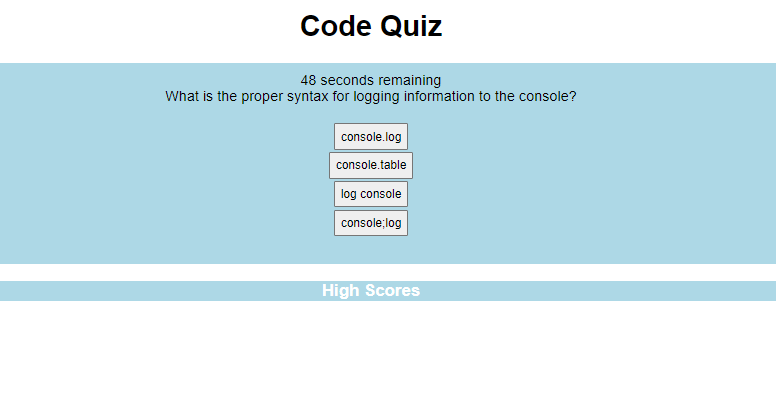 Code Quiz
48 seconds remaining
What is the proper syntax for logging information to the console?
console.log
console.table
log console
console;log
High Scores